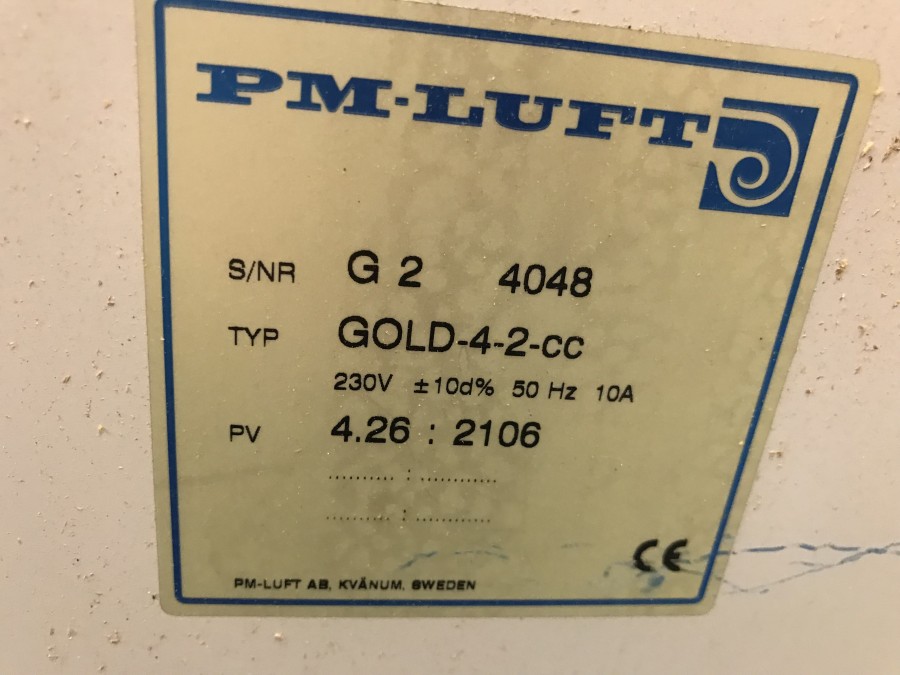 PM-LUFT
S/NR G 2 4048
TYP GOLD-4-2-cc
230V ±10d% 50 Hz 10A
PV 4.26 : 2106
............ : ..............
............ : ..............
PM-LUFT AB, KVÄNUM, SWEDEN
CE